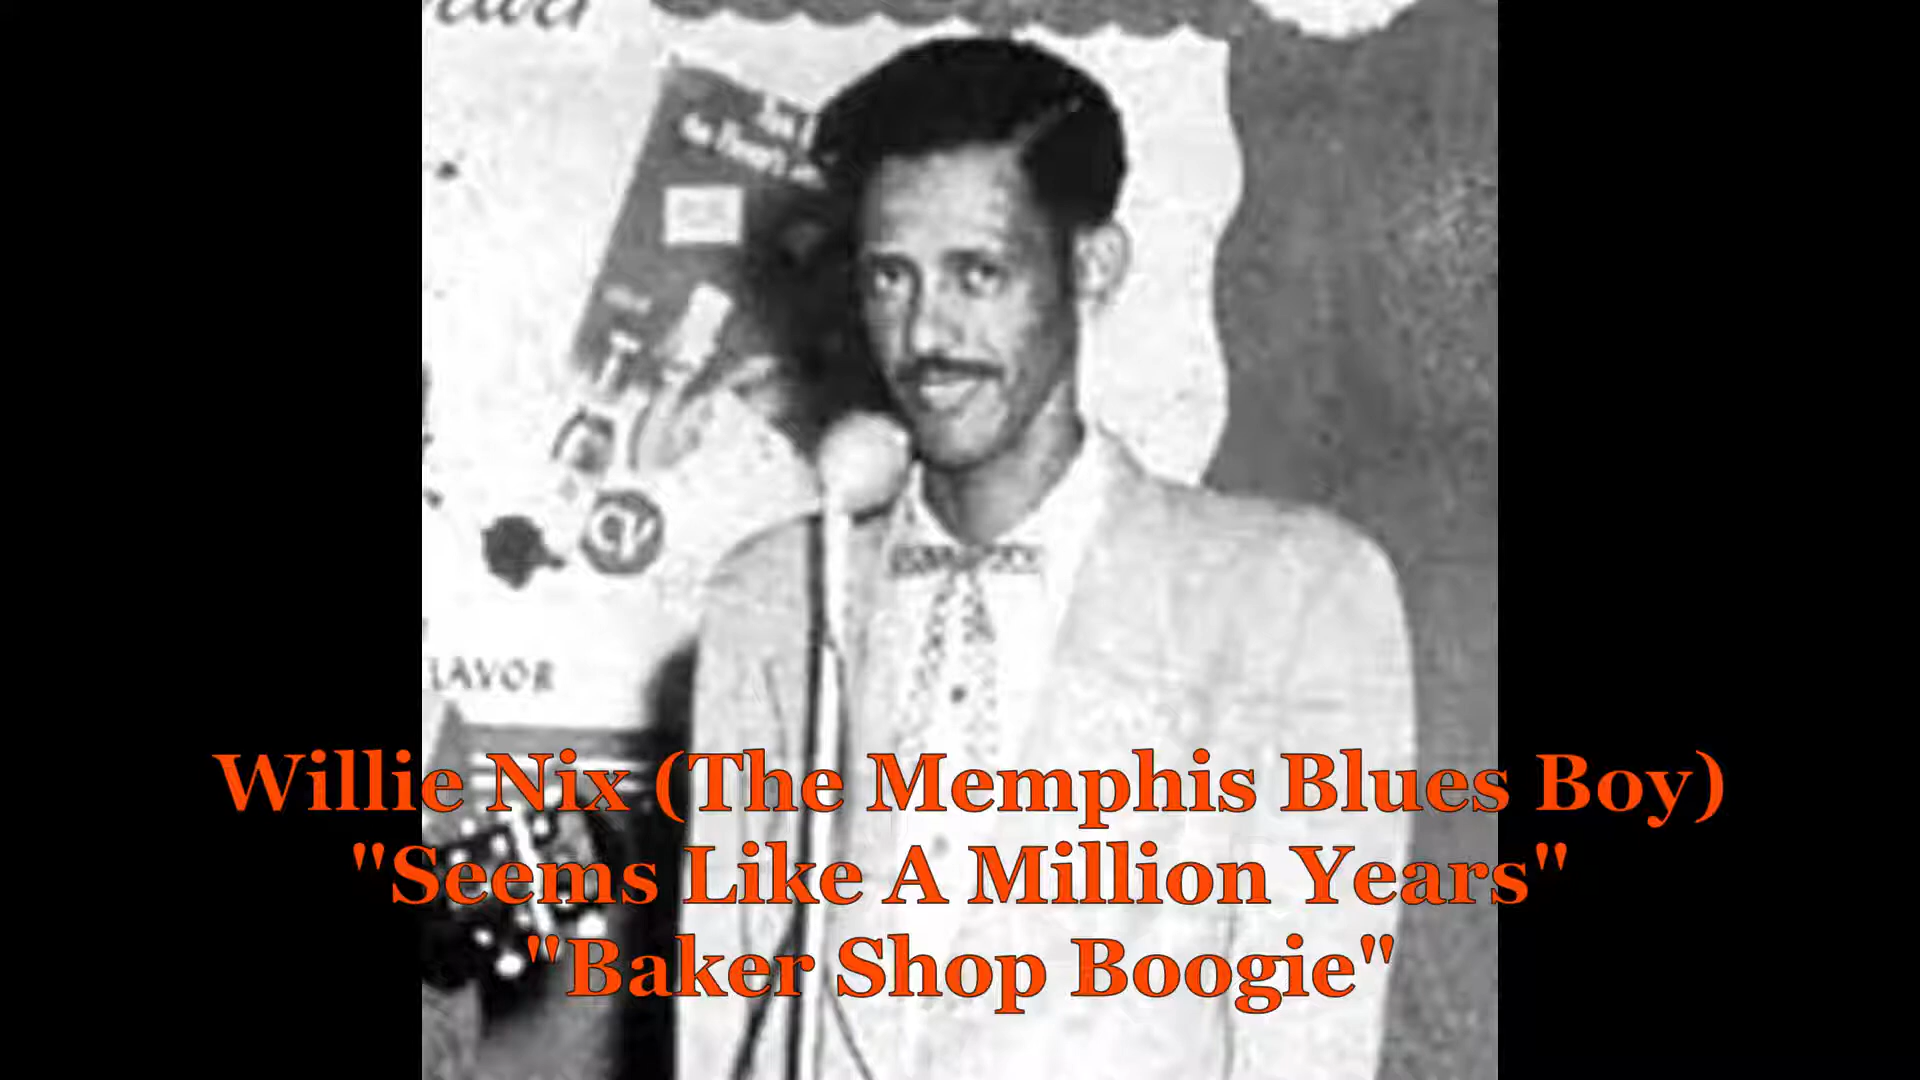 LAVOR
Willie Nix (The Memphis Blues Boy)
"Seems Like A Million Years"
"Baker Shop Boogie"